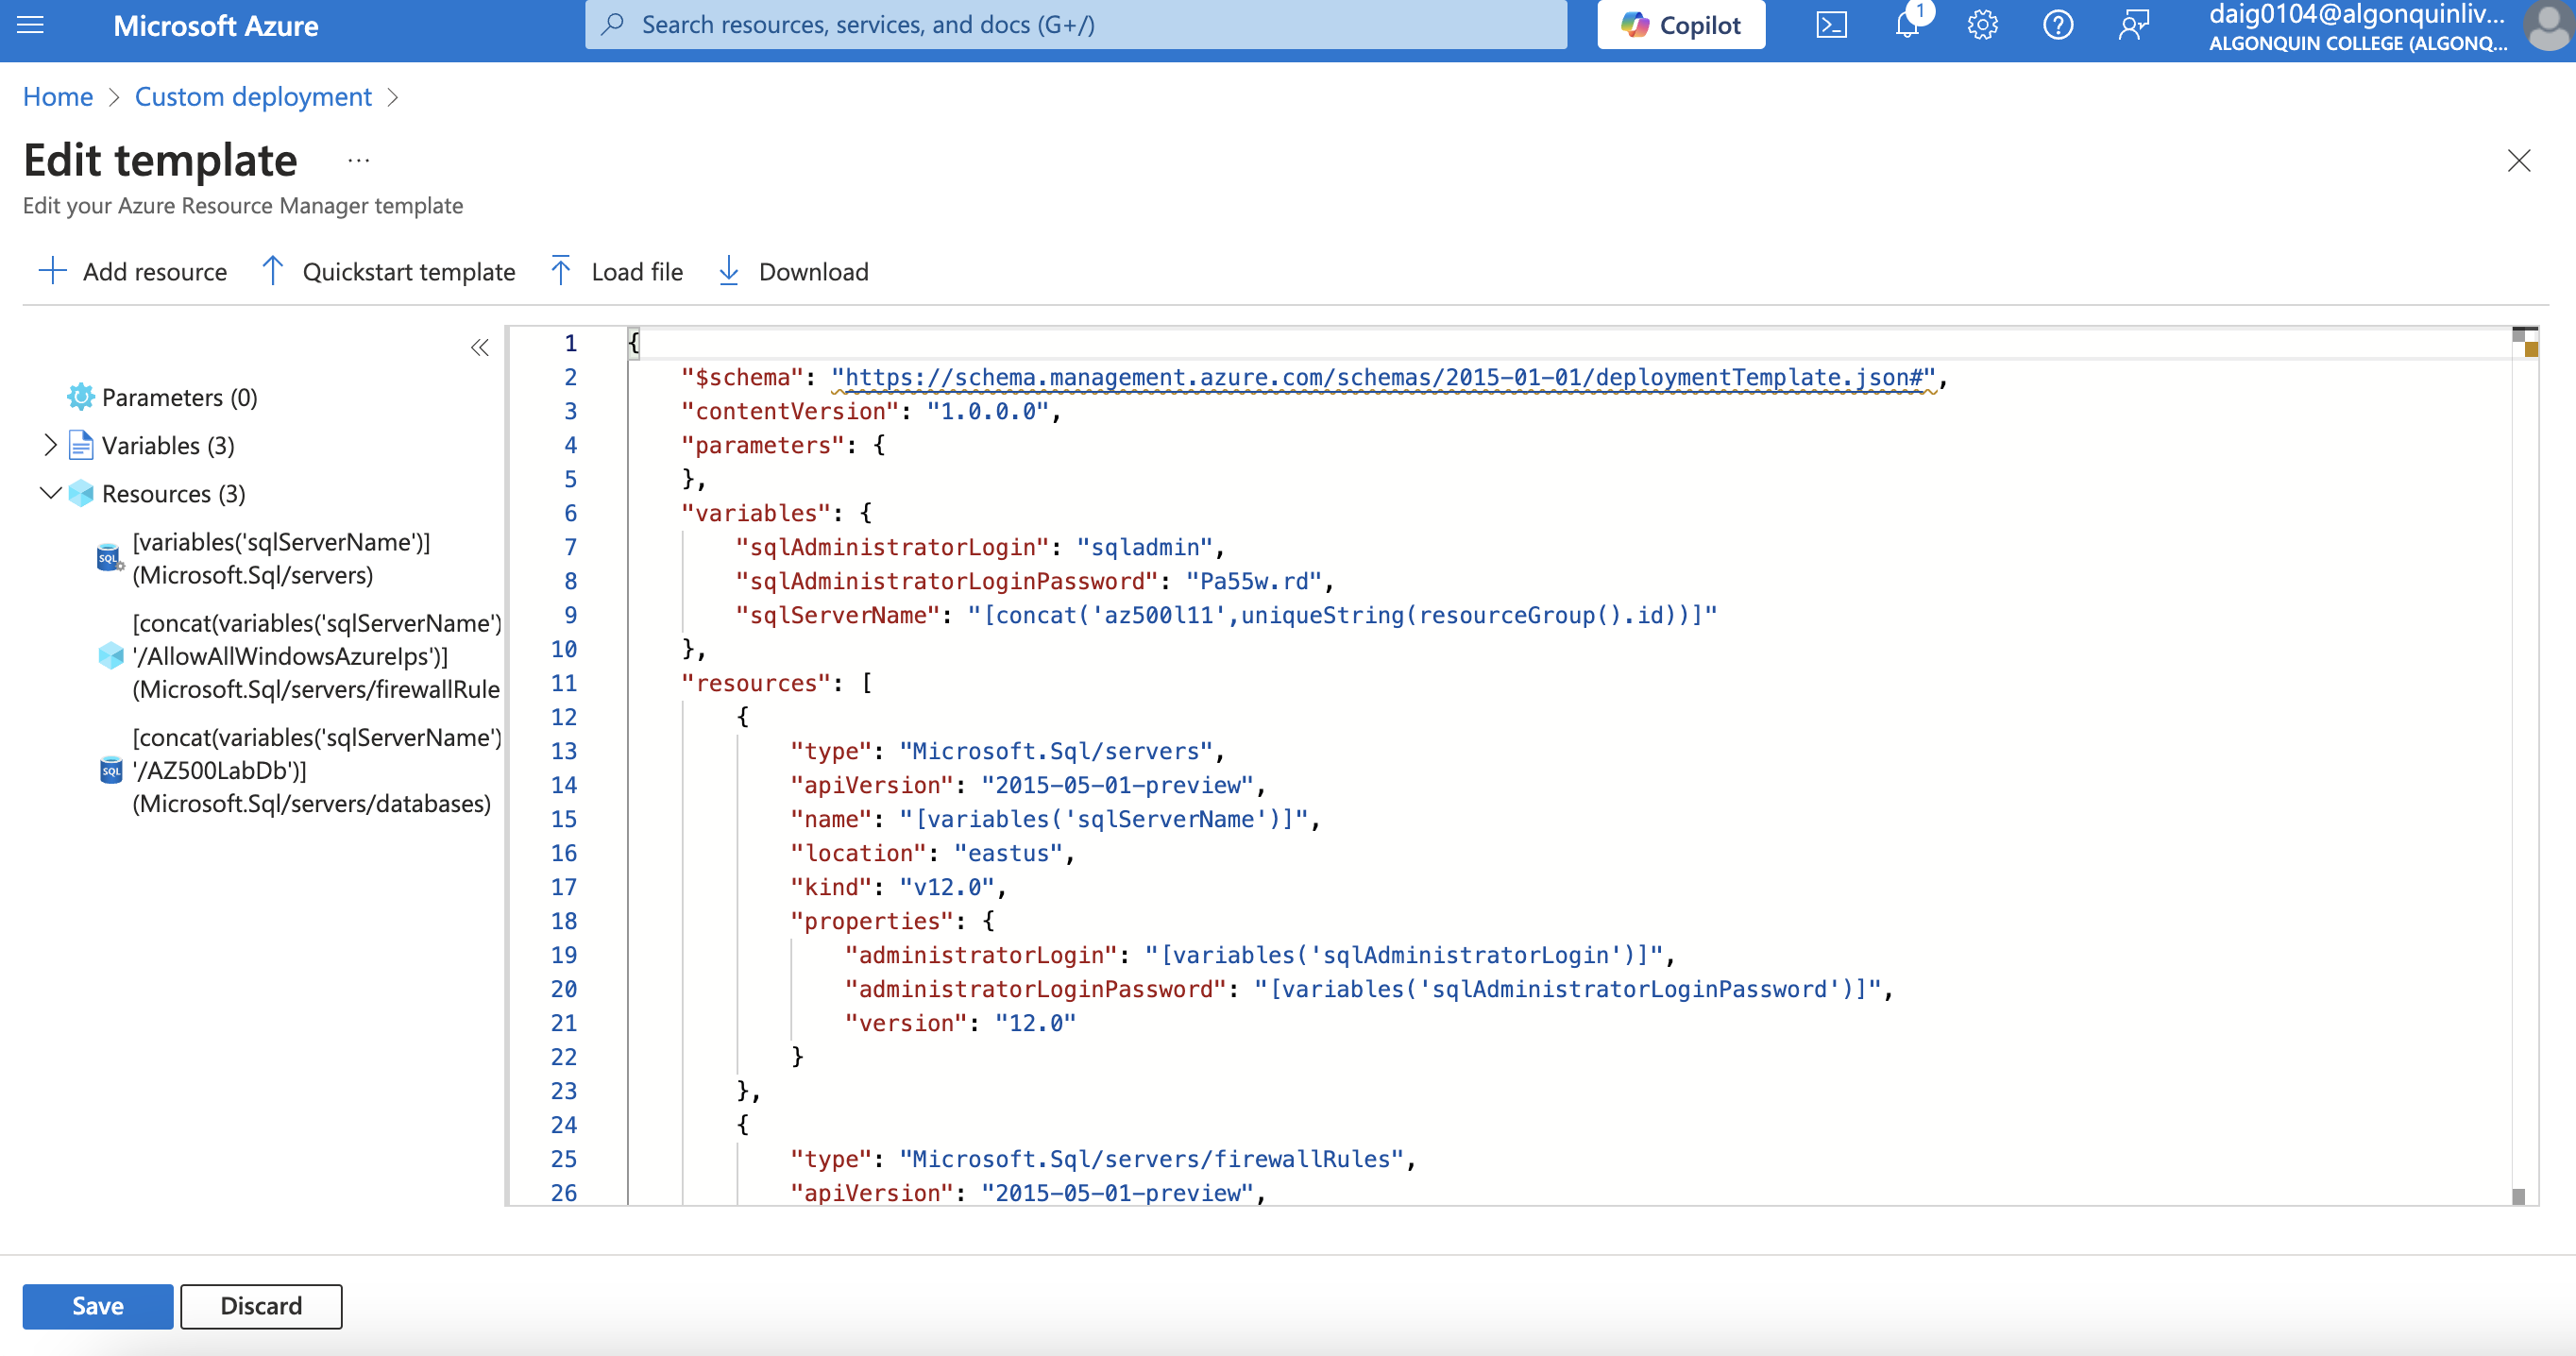 Microsoft Azure
Search resources, services, and docs (G+/)
Copilot
1
daig0104@algonquinliv...
ALGONQUIN COLLEGE (ALGONQ...
Home > Custom deployment >
Edit template ...
Edit your Azure Resource Manager template
Add resource
Quickstart template
Load file
Download
Parameters (0)
Variables (3)
Resources (3)
[variables('sqlServerName')]
(Microsoft.Sql/servers)
[concat(variables('sqlServerName')
'/AllowAllWindowsAzureIps')]
(Microsoft.Sql/servers/firewallRule
[concat(variables('sqlServerName')
'/AZ500LabDb')]
(Microsoft.Sql/servers/databases)
1 {
2 "$schema": "https://schema.management.azure.com/schemas/2015-01-01/deploymentTemplate.json#",
3 "contentVersion": "1.0.0.0",
4 "parameters": {
5 },
6 "variables": {
7 "sqlAdministratorLogin": "sqladmin",
8 "sqlAdministratorLoginPassword": "Pa55w.rd",
9 "sqlServerName": "[concat('az500l11',uniqueString(resourceGroup().id))]"
10 },
11 "resources": [
12 {
13 "type": "Microsoft.Sql/servers",
14 "apiVersion": "2015-05-01-preview",
15 "name": "[variables('sqlServerName')]",
16 "location": "eastus",
17 "kind": "v12.0",
18 "properties": {
19 "administratorLogin": "[variables('sqlAdministratorLogin')]",
20 "administratorLoginPassword": "[variables('sqlAdministratorLoginPassword')]",
21 "version": "12.0"
22 }
23 },
24 {
25 "type": "Microsoft.Sql/servers/firewallRules",
26 "apiVersion": "2015-05-01-preview",
Save
Discard